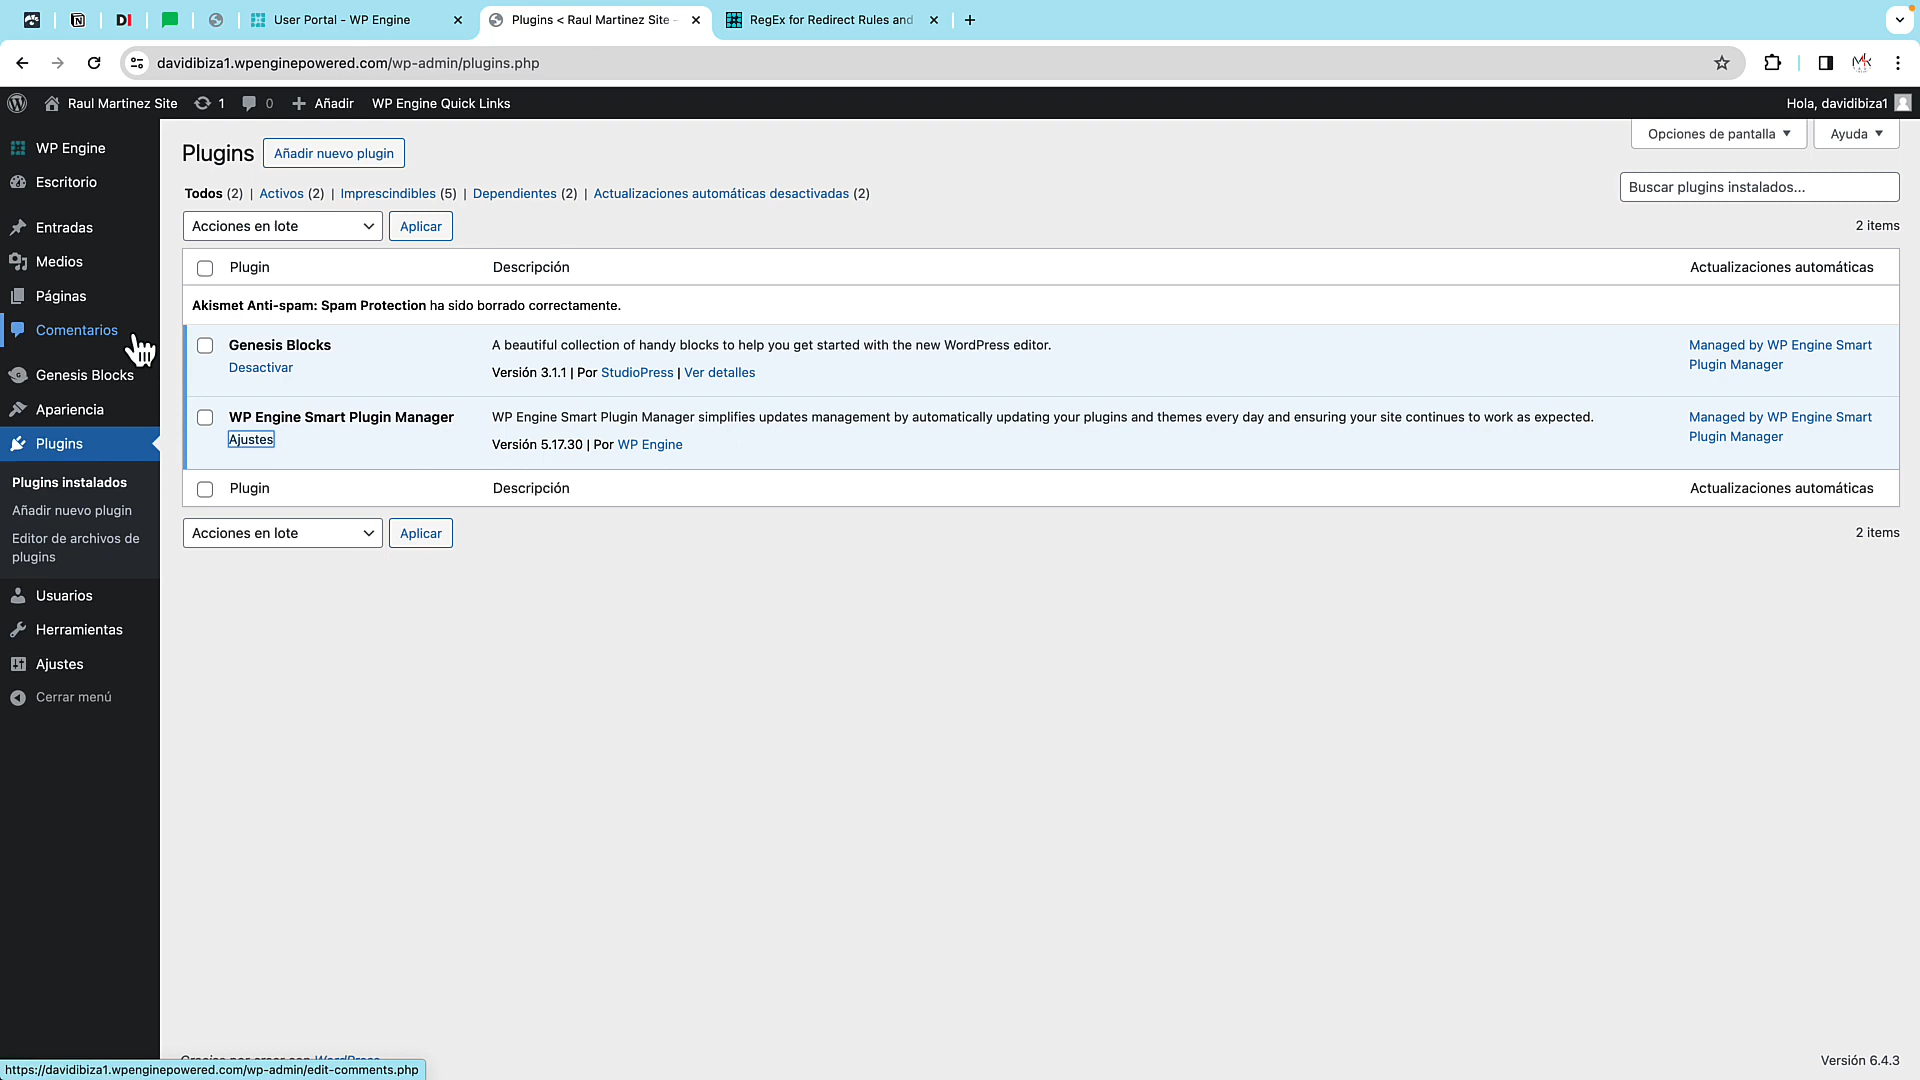 User Portal - WP Engine
Plugins < Raul Martinez Site -
RegEx for Redirect Rules and
davidibiza1.wpenginepowered.com/wp-admin/plugins.php
Raul Martinez Site 1 0 Añadir WP Engine Quick Links Hola, davidibiza1
WP Engine
Escritorio
Entradas
Medios
Páginas
Comentarios
Genesis Blocks
Apariencia
Plugins
Plugins instalados
Añadir nuevo plugin
Editor de archivos de
plugins
Usuarios
Herramientas
Ajustes
Cerrar menú
Opciones de pantalla Ayuda
Plugins Añadir nuevo plugin
Todos (2) | Activos (2) | Imprescindibles (5) | Dependientes (2) | Actualizaciones automáticas desactivadas (2)
Buscar plugins instalados...
Acciones en lote Aplicar 2 items
Plugin Descripción Actualizaciones automáticas
Akismet Anti-spam: Spam Protection ha sido borrado correctamente.
Genesis Blocks
Desactivar
A beautiful collection of handy blocks to help you get started with the new WordPress editor.
Versión 3.1.1 | Por StudioPress | Ver detalles
Managed by WP Engine Smart
Plugin Manager
WP Engine Smart Plugin Manager
Ajustes
WP Engine Smart Plugin Manager simplifies updates management by automatically updating your plugins and themes every day and ensuring your site continues to work as expected.
Versión 5.17.30 | Por WP Engine
Managed by WP Engine Smart
Plugin Manager
Plugin Descripción Actualizaciones automáticas
Acciones en lote Aplicar 2 items
Versión 6.4.3
https://davidibiza1.wpenginepowered.com/wp-admin/edit-comments.php